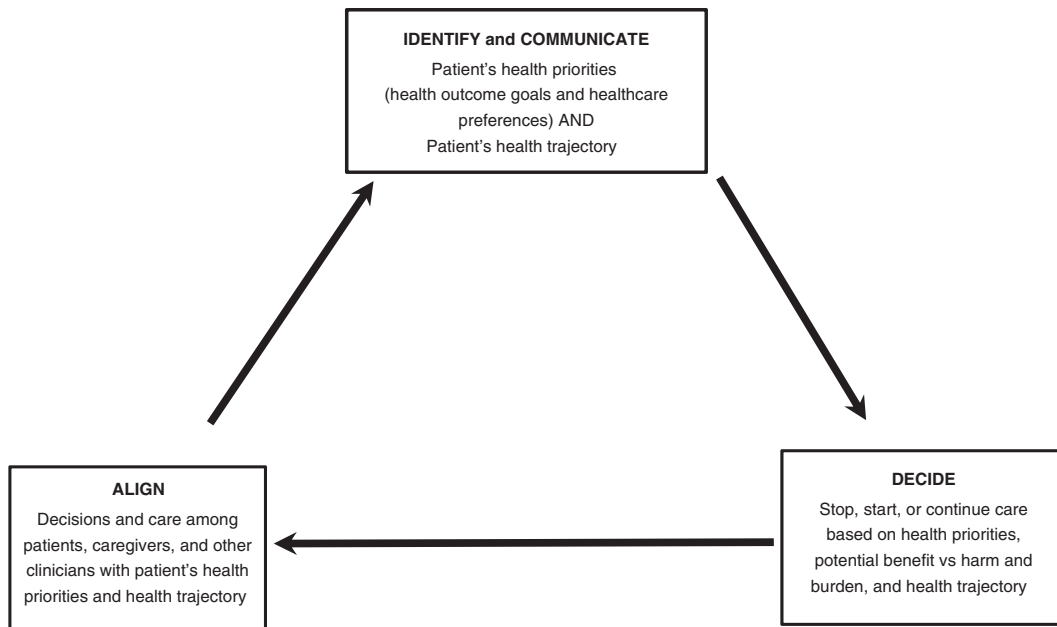 IDENTIFY and COMMUNICATE
Patient's health priorities
(health outcome goals and healthcare
preferences) AND
Patient's health trajectory
ALIGN
Decisions and care among
patients, caregivers, and other
clinicians with patient's health
priorities and health trajectory
DECIDE
Stop, start, or continue care
based on health priorities,
potential benefit vs harm and
burden, and health trajectory